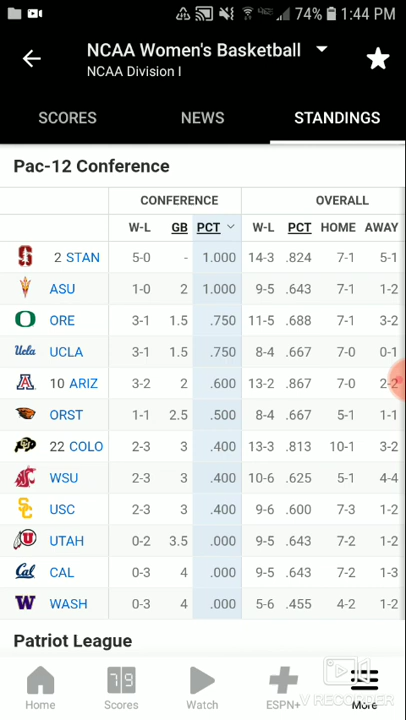 74% 1:44 PM
NCAA Women's Basketball
NCAA Division I
SCORES NEWS STANDINGS
Pac-12 Conference
CONFERENCE OVERALL
W-L GB PCT W-L PCT HOME AWAY
2 STAN 5-0 - 1.000 14-3 .824 7-1 5-1
ASU 1-0 2 1.000 9-5 .643 7-1 1-2
O ORE 3-1 1.5 .750 11-5 .688 7-1 3-2
Ucla UCLA 3-1 1.5 .750 8-4 .667 7-0 0-1
A 10 ARIZ 3-2 2 .600 13-2 .867 7-0 2-2
ORST 1-1 2.5 .500 8-4 .667 5-1 1-1
22 COLO 2-3 3 .400 13-3 .813 10-1 3-2
WSU 2-3 3 .400 10-6 .625 5-1 4-4
SC USC 2-3 3 .400 9-6 .600 7-3 1-2
U UTAH 0-2 3.5 .000 9-5 .643 7-2 1-2
Cal CAL 0-3 4 .000 9-5 .643 7-2 1-3
W WASH 0-3 4 .000 5-6 .455 4-2 1-2
Patriot League
79
V RECORDER
Home Scores Watch ESPN+ More